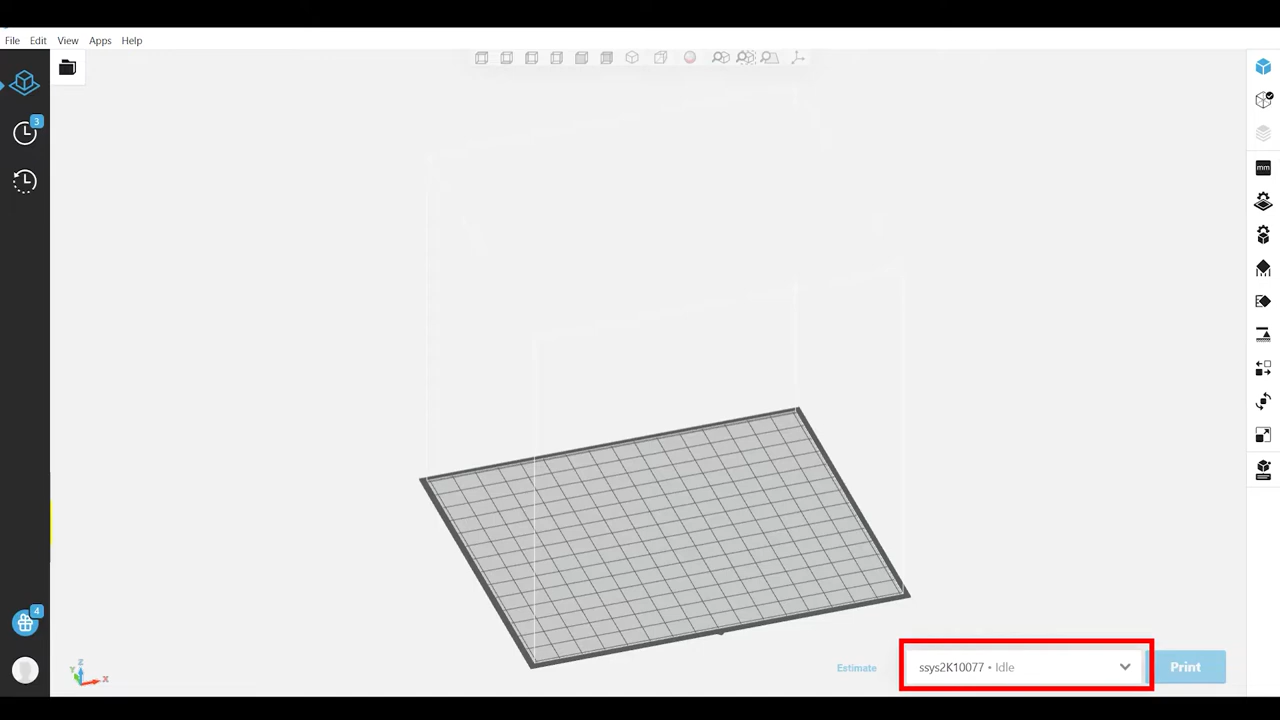 File Edit View Apps Help
3
mm
4
Z
Y
X
Estimate
ssys2K10077 • Idle
Print